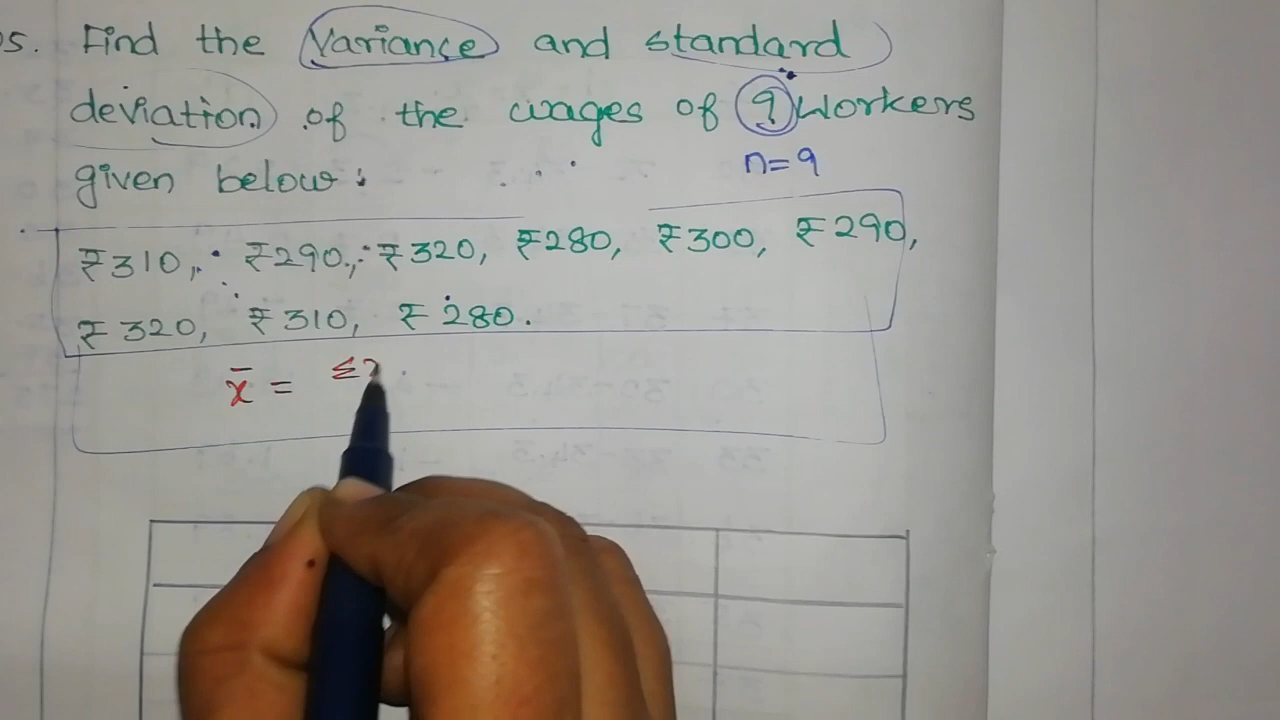 05. Find the Variance and standard
deviation of the wages of 9 Workers
n=9
given below:
₹310, ₹290, ₹320, ₹280, ₹300, ₹290,
₹320, ₹310, ₹280.
x̄ = Σ